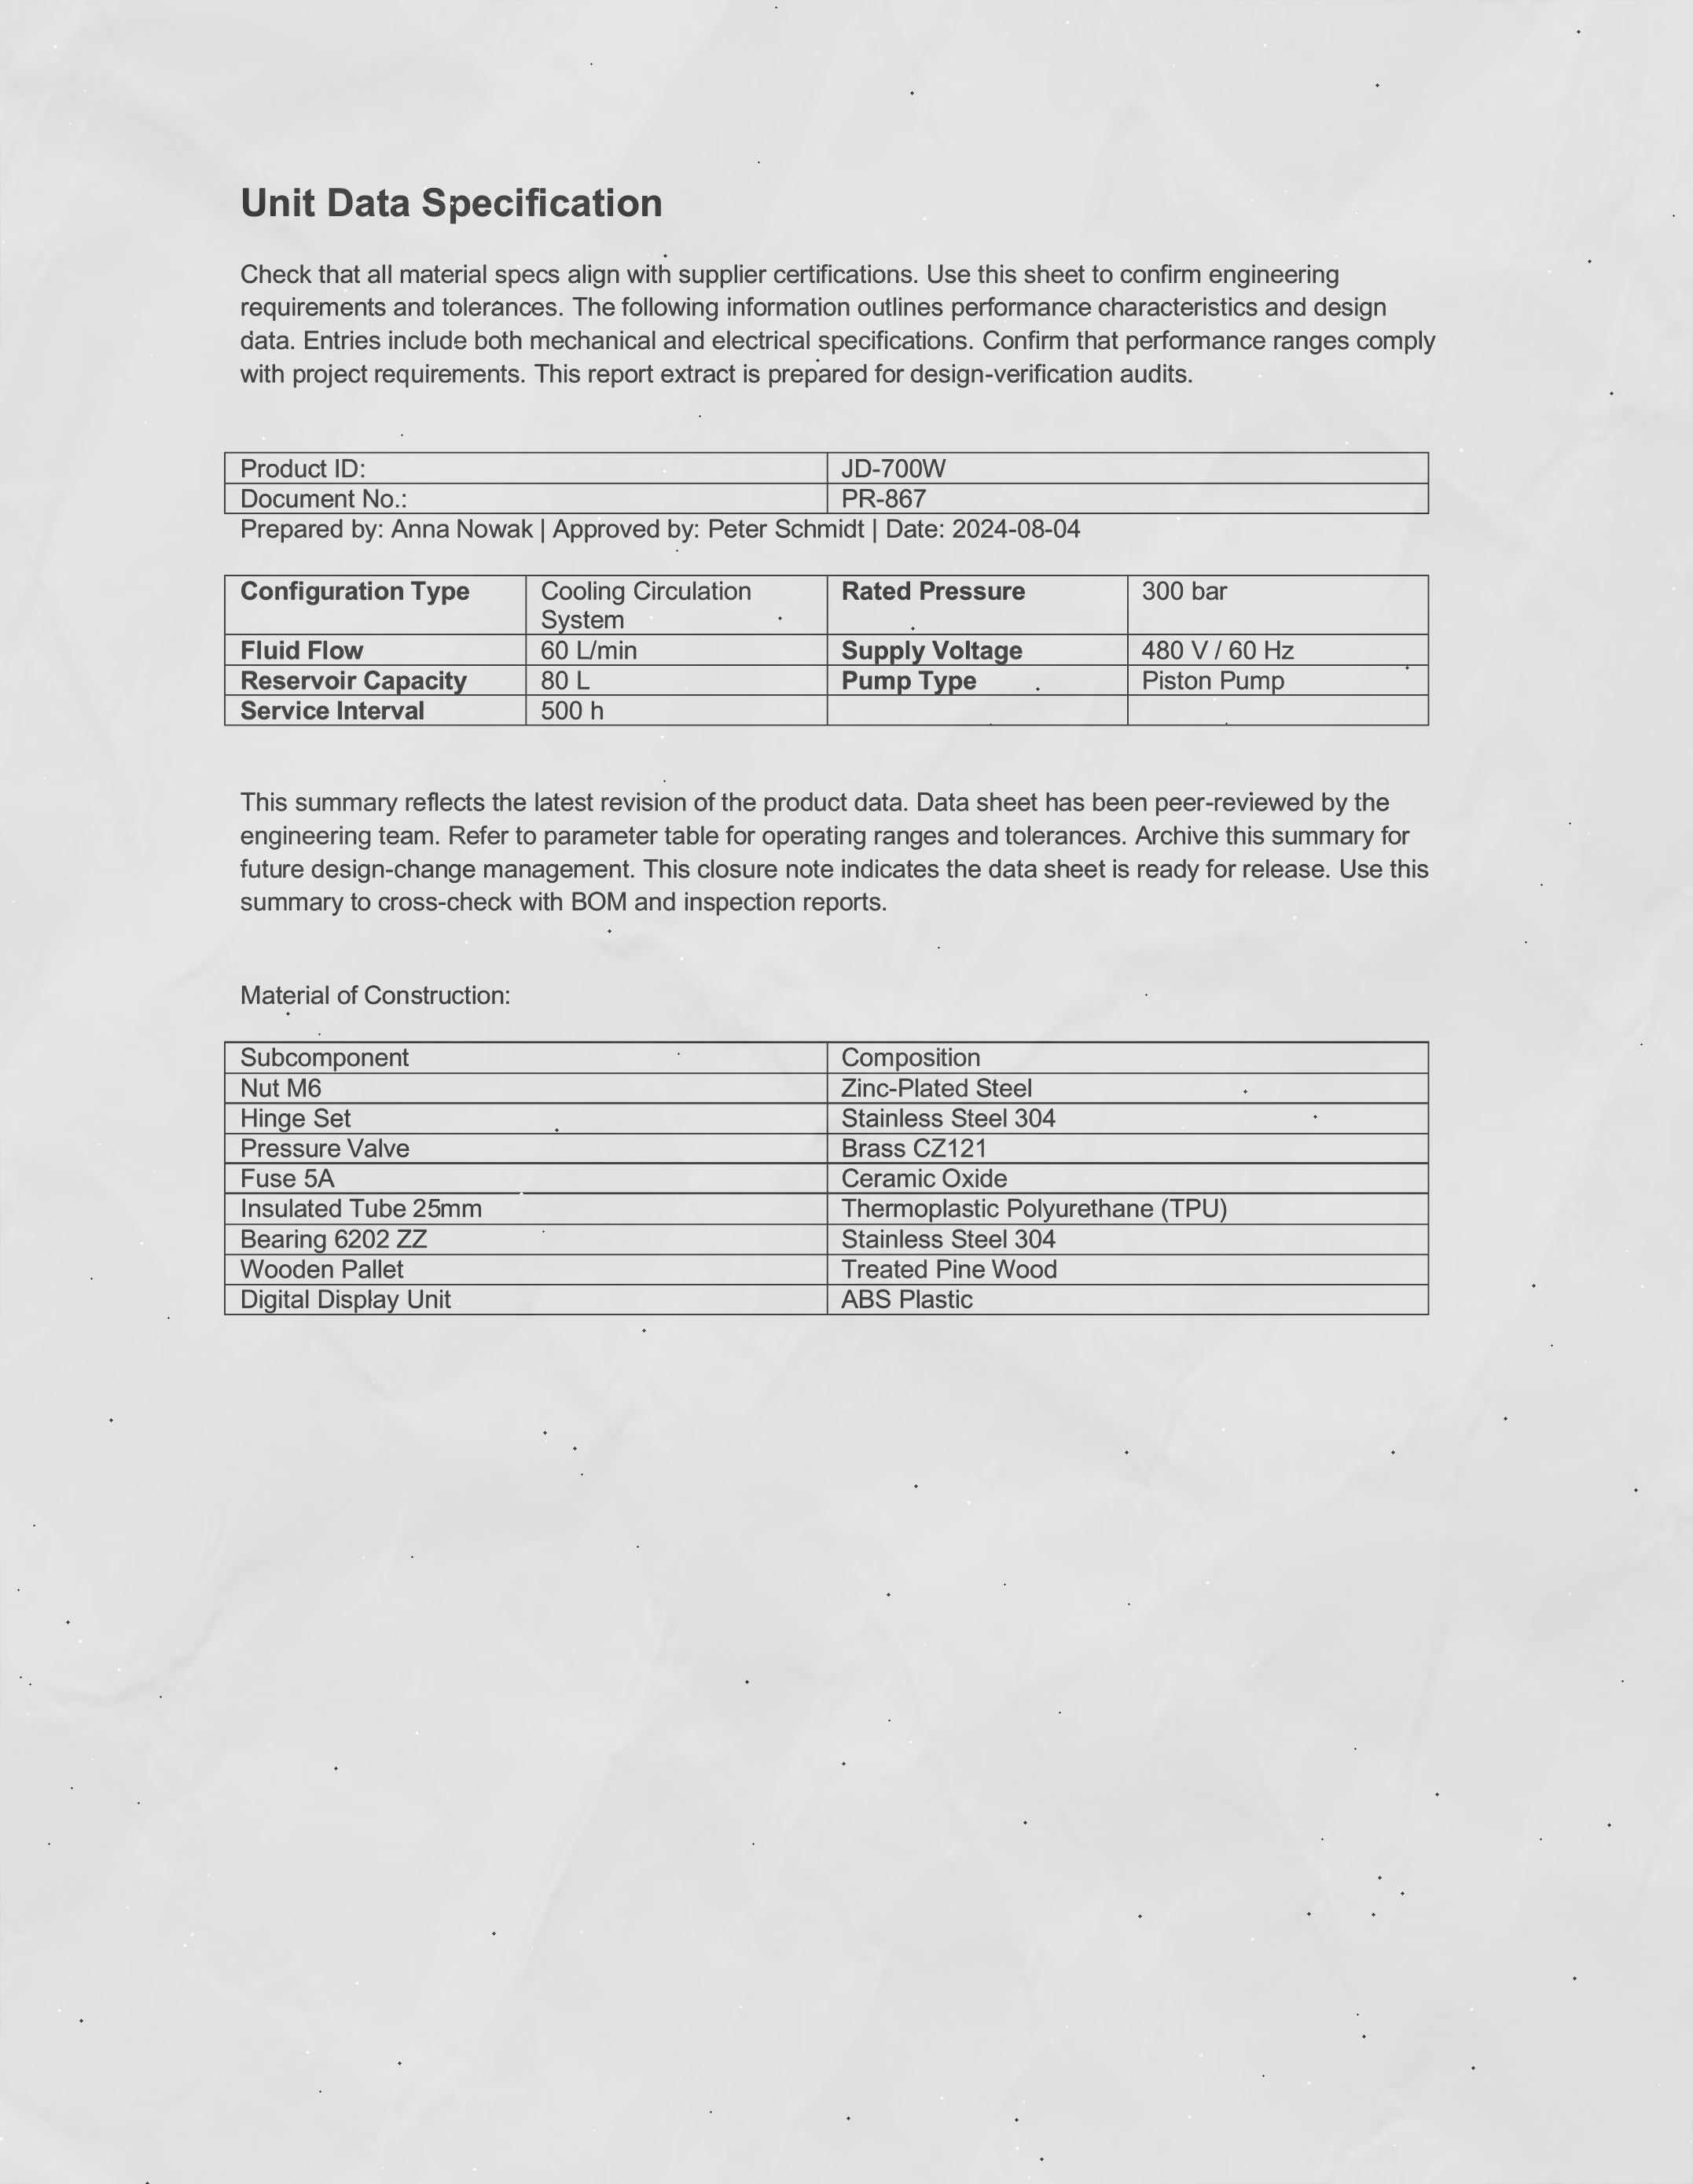 Unit Data Specification
Check that all material specs align with supplier certifications. Use this sheet to confirm engineering
requirements and tolerances. The following information outlines performance characteristics and design
data. Entries include both mechanical and electrical specifications. Confirm that performance ranges comply
with project requirements. This report extract is prepared for design-verification audits.
Product ID: JD-700W
Document No.: PR-867
Prepared by: Anna Nowak | Approved by: Peter Schmidt | Date: 2024-08-04
Configuration Type Cooling Circulation Rated Pressure 300 bar
System
Fluid Flow 60 L/min Supply Voltage 480 V / 60 Hz
Reservoir Capacity 80 L Pump Type Piston Pump
Service Interval 500 h
This summary reflects the latest revision of the product data. Data sheet has been peer-reviewed by the
engineering team. Refer to parameter table for operating ranges and tolerances. Archive this summary for
future design-change management. This closure note indicates the data sheet is ready for release. Use this
summary to cross-check with BOM and inspection reports.
Material of Construction:
Subcomponent Composition
Nut M6 Zinc-Plated Steel
Hinge Set Stainless Steel 304
Pressure Valve Brass CZ121
Fuse 5A Ceramic Oxide
Insulated Tube 25mm Thermoplastic Polyurethane (TPU)
Bearing 6202 ZZ Stainless Steel 304
Wooden Pallet Treated Pine Wood
Digital Display Unit ABS Plastic